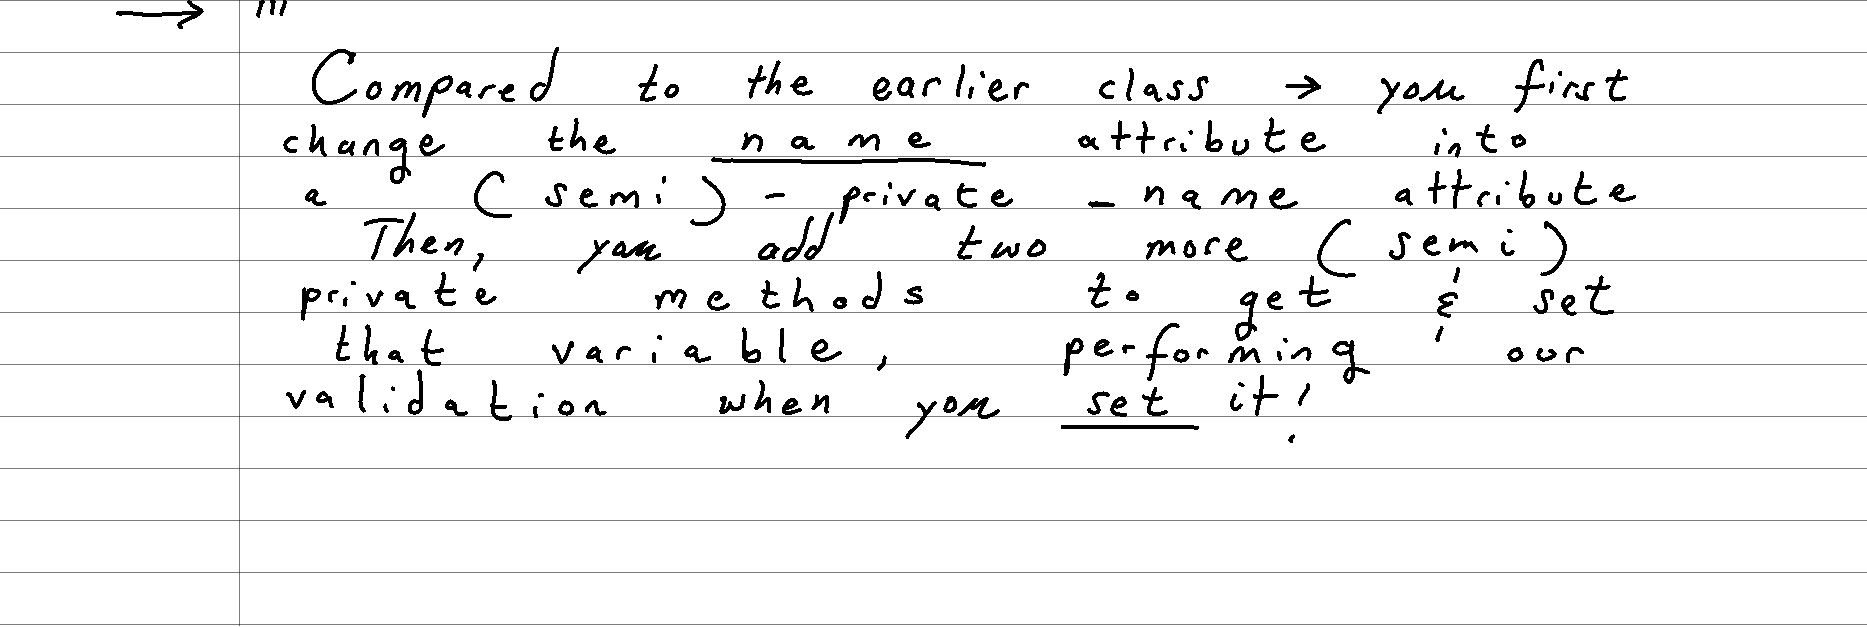 →
Compared to the earlier class → you first
change the name attribute into
a (semi) - private _name attribute
Then, you add two more (semi)
private methods to get & set
that variable, performing our
validation when you set it!